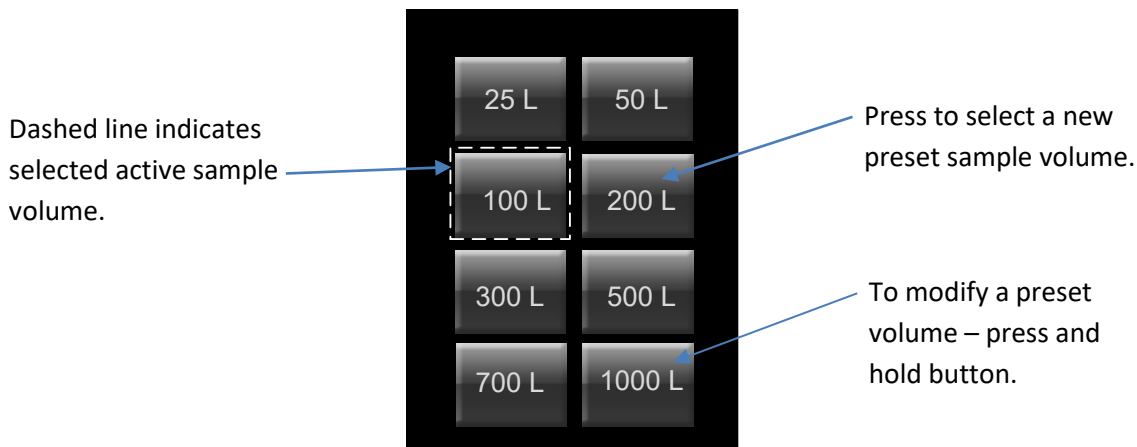 Dashed line indicates
selected active sample
volume.
25 L
50 L
100 L
200 L
300 L
500 L
700 L
1000 L
Press to select a new
preset sample volume.
To modify a preset
volume – press and
hold button.